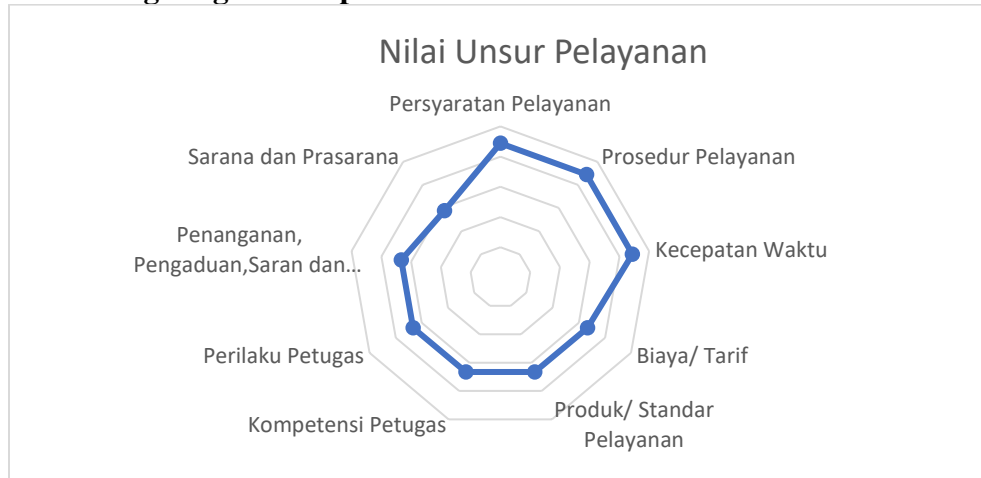 Nilai Unsur Pelayanan
Persyaratan Pelayanan
Prosedur Pelayanan
Kecepatan Waktu
Biaya/ Tarif
Produk/ Standar
Pelayanan
Kompetensi Petugas
Perilaku Petugas
Penanganan,
Pengaduan,Saran dan...
Sarana dan Prasarana